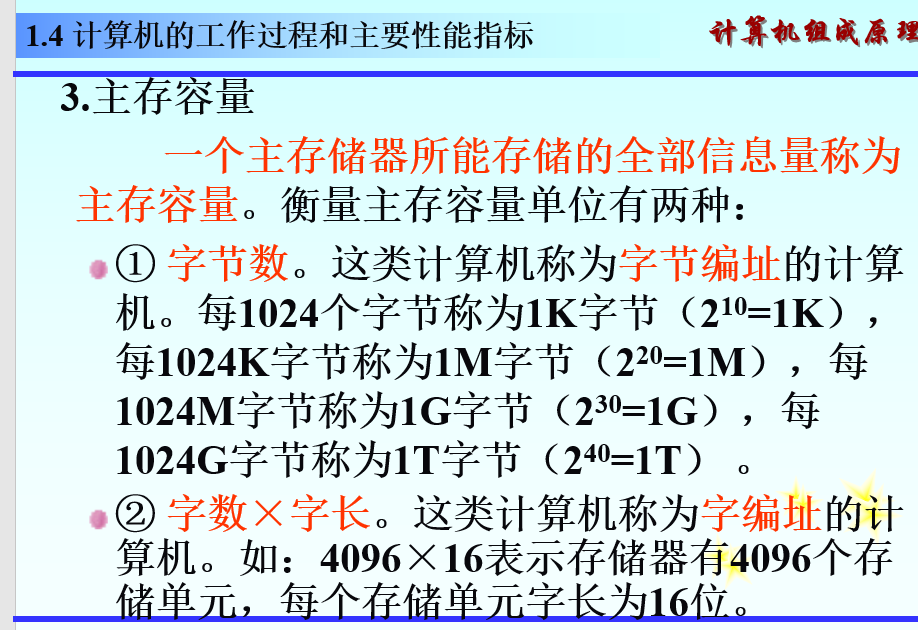 1.4 计算机的工作过程和主要性能指标
计算机组成原理
3.主存容量
一个主存储器所能存储的全部信息量称为
主存容量。衡量主存容量单位有两种：
① 字节数。这类计算机称为字节编址的计算
机。每1024个字节称为1K字节（2¹⁰=1K），
每1024K字节称为1M字节（2²⁰=1M），每
1024M字节称为1G字节（2³⁰=1G），每
1024G字节称为1T字节（2⁴⁰=1T）。
② 字数×字长。这类计算机称为字编址的计
算机。如：4096×16表示存储器有4096个存
储单元，每个存储单元字长为16位。